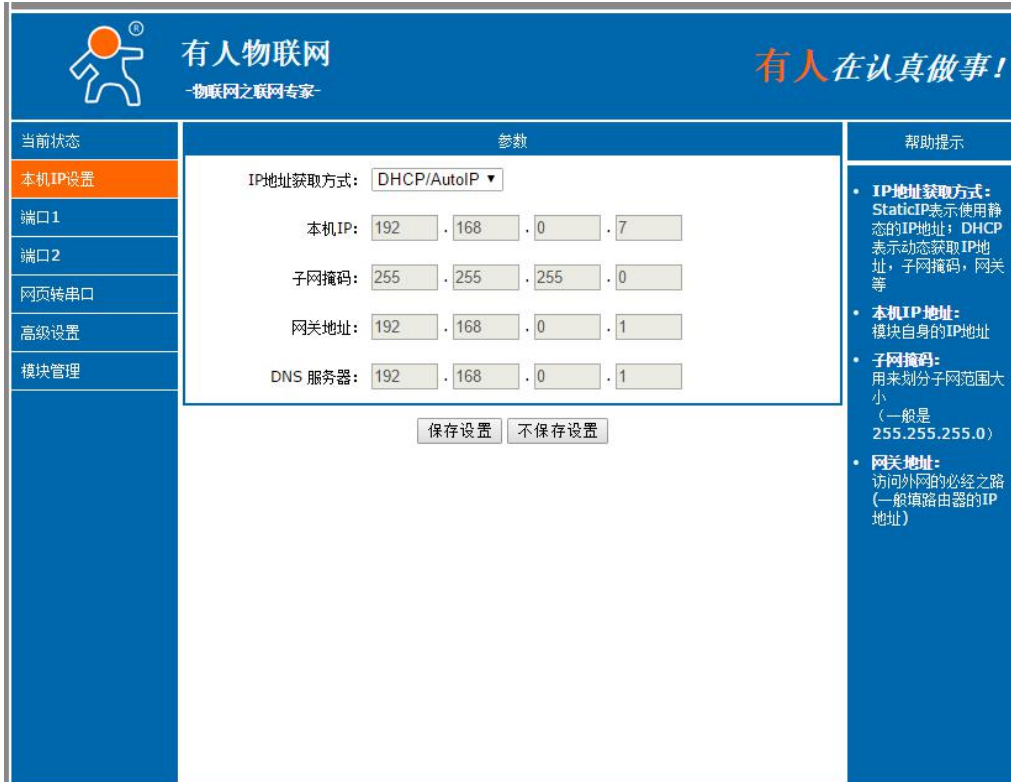 ®
有人物联网
-物联网之联网专家-
有人在认真做事!
当前状态
本机IP设置
端口1
端口2
网页转串口
高级设置
模块管理
参数
IP地址获取方式: DHCP/AutoIP ▼
本机IP: 192 . 168 . 0 . 7
子网掩码: 255 . 255 . 255 . 0
网关地址: 192 . 168 . 0 . 1
DNS 服务器: 192 . 168 . 0 . 1
保存设置 不保存设置
帮助提示
• IP地址获取方式:
StaticIP表示使用静
态的IP地址; DHCP
表示动态获取IP地
址, 子网掩码, 网关
等
• 本机IP地址:
模块自身的IP地址
• 子网掩码:
用来划分子网范围大
小
(一般是
255.255.255.0)
• 网关地址:
访问外网的必经之路
(一般填路由器的IP
地址)